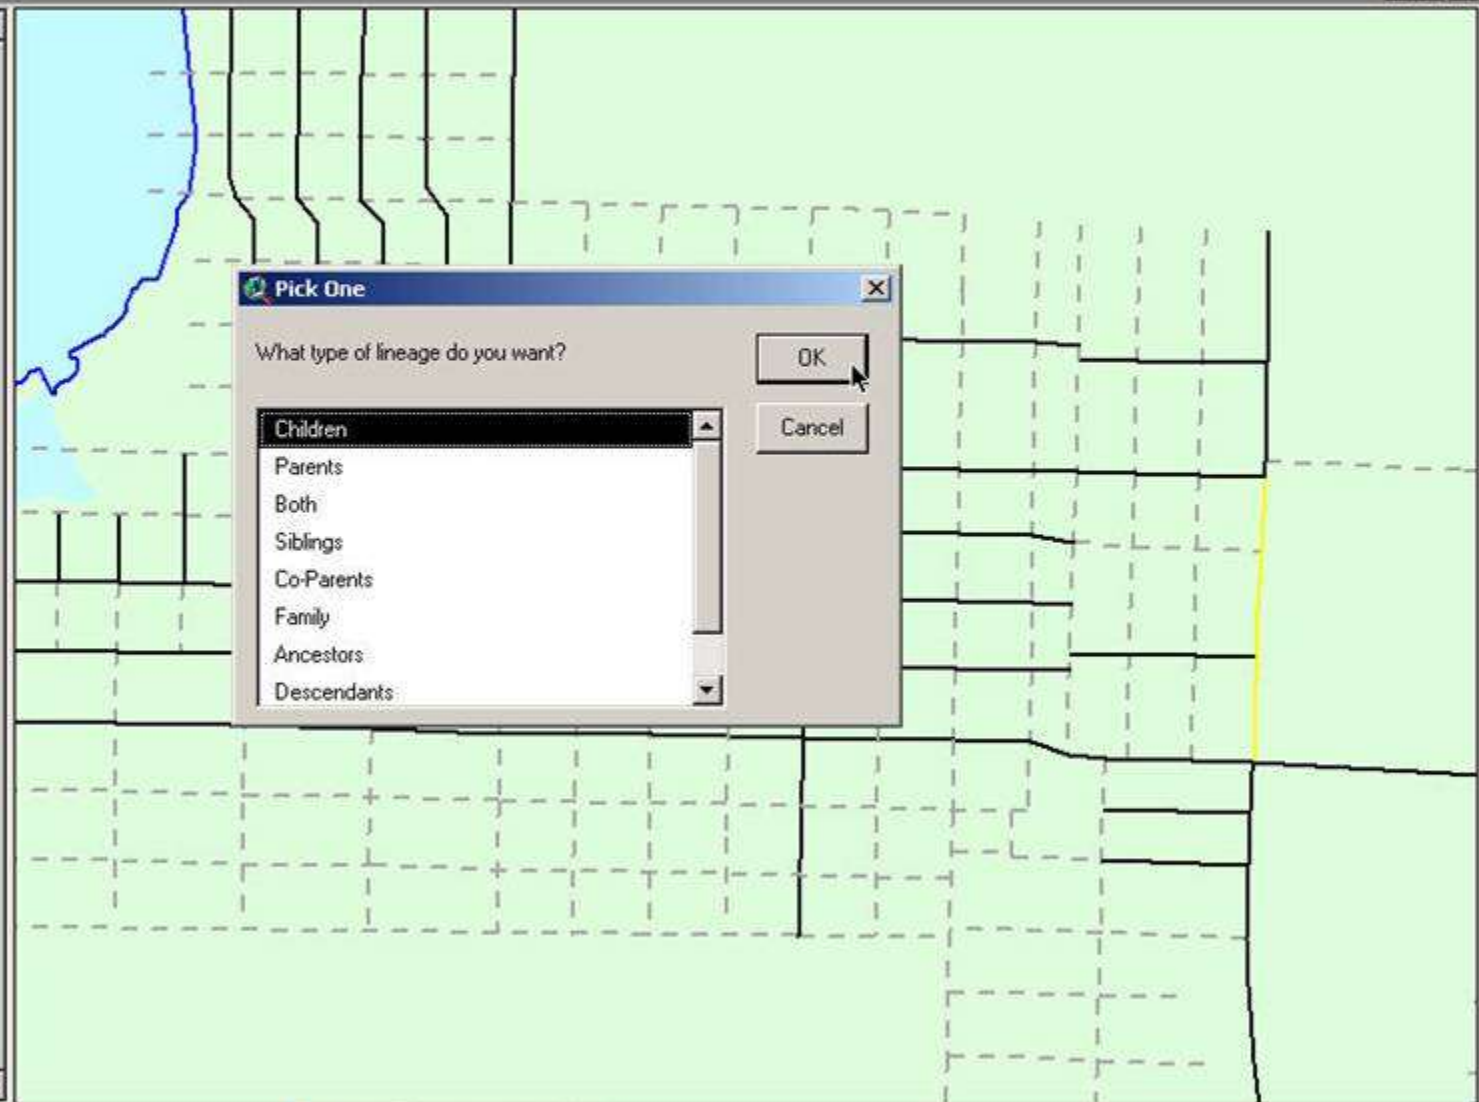 Pick One
What type of lineage do you want?
OK
Cancel
Children
Parents
Both
Siblings
Co-Parents
Family
Ancestors
Descendants